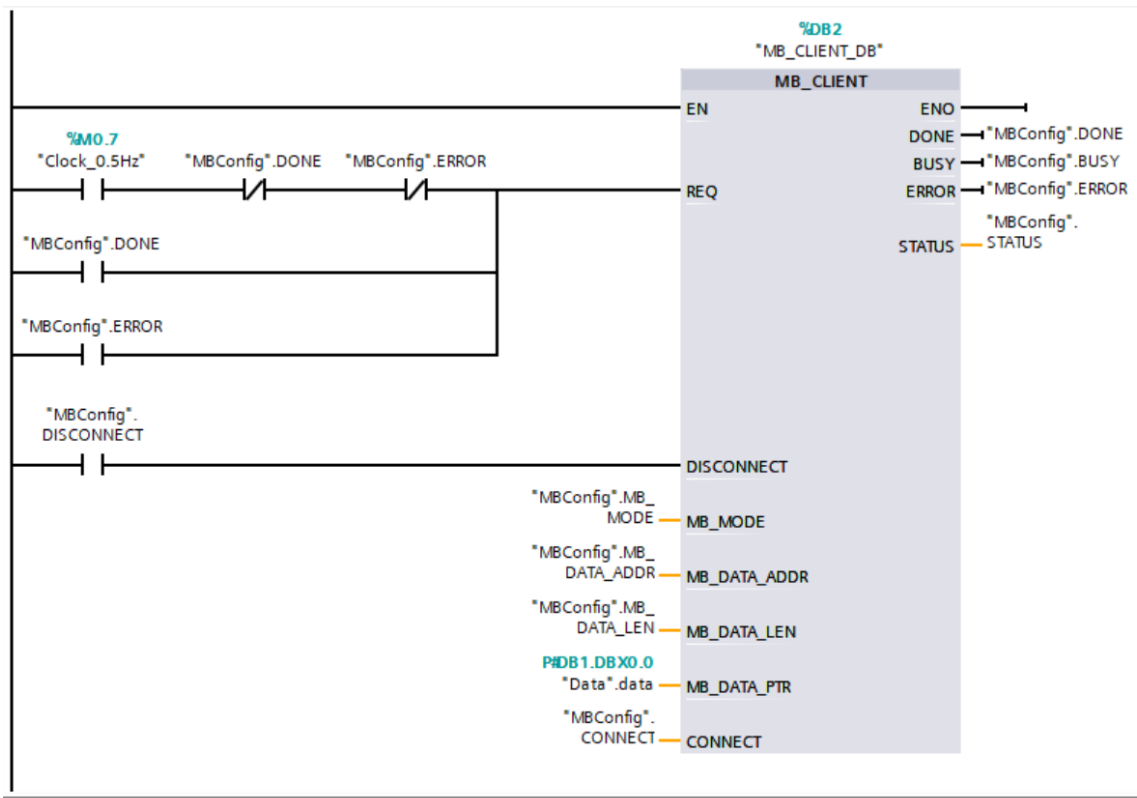 %DB2
"MB_CLIENT_DB"
MB_CLIENT
EN
ENO
DONE
"MBConfig".DONE
%M0.7
"Clock_0.5Hz"
"MBConfig".DONE
"MBConfig".ERROR
BUSY
"MBConfig".BUSY
REQ
ERROR
"MBConfig".ERROR
"MBConfig".
STATUS
STATUS
"MBConfig".DONE
"MBConfig".ERROR
"MBConfig".
DISCONNECT
DISCONNECT
"MBConfig".MB_
MODE
MB_MODE
"MBConfig".MB_
DATA_ADDR
MB_DATA_ADDR
"MBConfig".MB_
DATA_LEN
MB_DATA_LEN
P#DB1.DBX0.0
"Data".data
MB_DATA_PTR
"MBConfig".
CONNECT
CONNECT